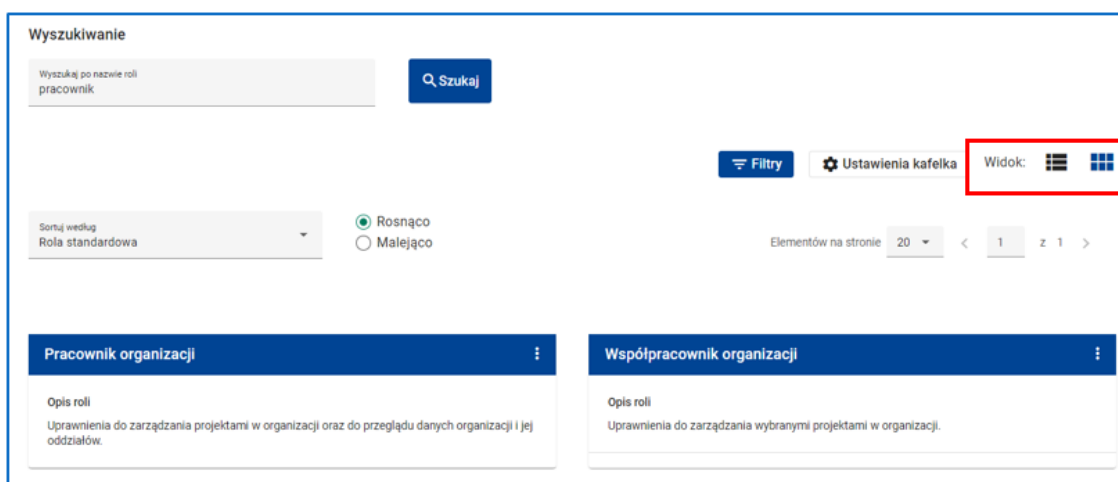 Wyszukiwanie
Wyszukaj po nazwie roli
pracownik
Szukaj
Filtry
Ustawienia kafelka
Widok:
Sortuj według
Rola standardowa
Rosnąco
Malejąco
Elementów na stronie 20 1 z 1
Pracownik organizacji
Opis roli
Uprawnienia do zarządzania projektami w organizacji oraz do przeglądu danych organizacji i jej
oddziałów.
Współpracownik organizacji
Opis roli
Uprawnienia do zarządzania wybranymi projektami w organizacji.